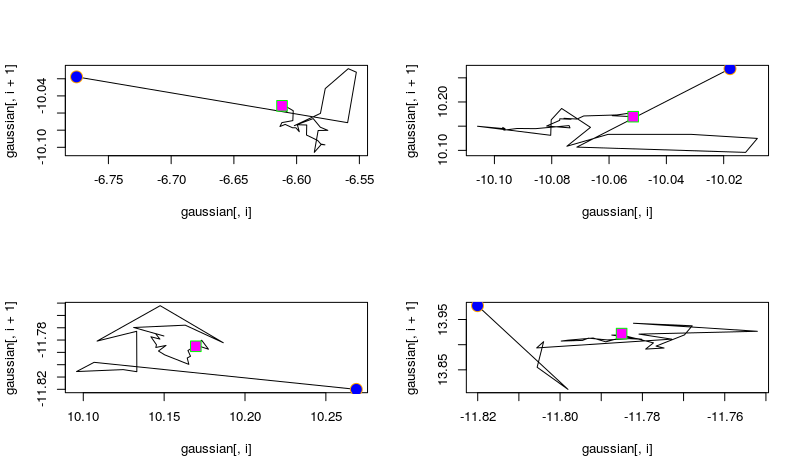 gaussian[, i + 1]
-10.04
-10.10
-6.75 -6.70 -6.65 -6.60 -6.55
gaussian[, i]
gaussian[, i + 1]
10.20
10.10
-10.10 -10.08 -10.06 -10.04 -10.02
gaussian[, i]
gaussian[, i + 1]
-11.78
-11.82
10.10 10.15 10.20 10.25
gaussian[, i]
gaussian[, i + 1]
13.95
13.85
-11.82 -11.80 -11.78 -11.76
gaussian[, i]